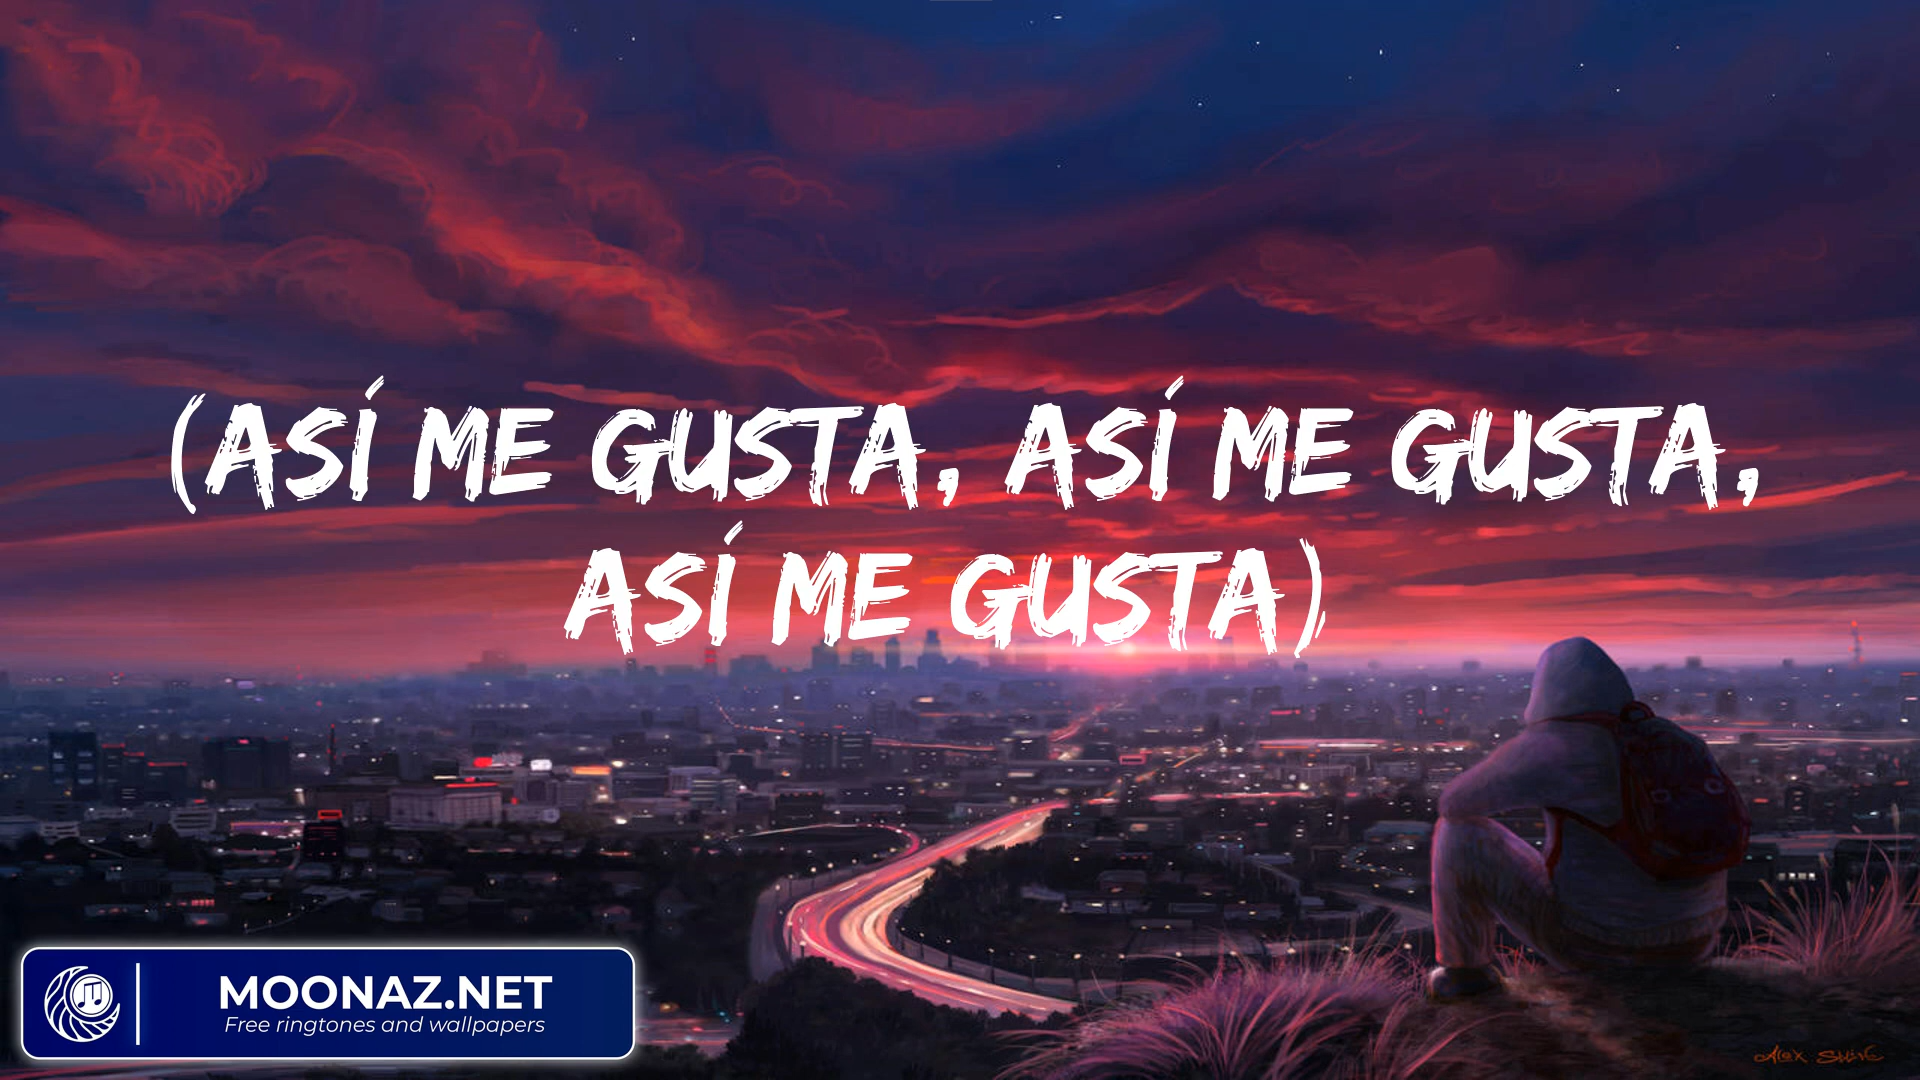 (ASÍ ME GUSTA, ASÍ ME GUSTA,
ASÍ ME GUSTA)
MOONAZ.NET
Free ringtones and wallpapers